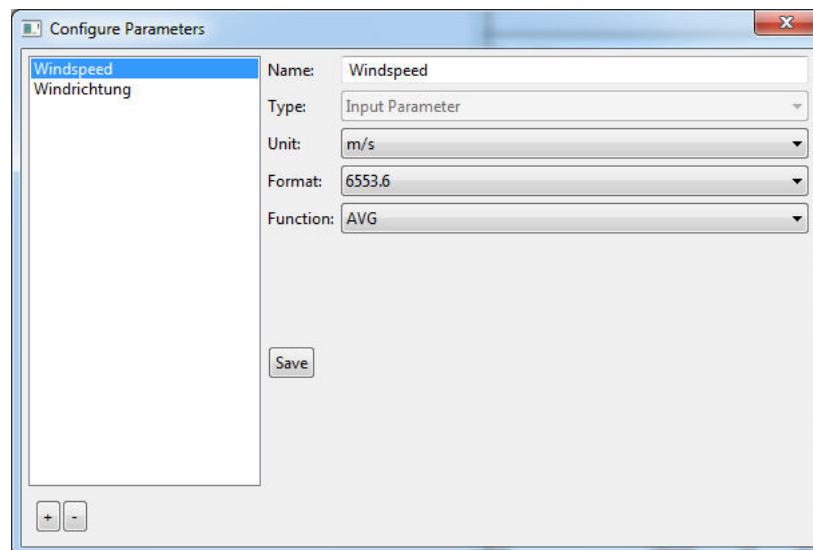 Configure Parameters
Windspeed
Windrichtung
Name: Windspeed
Type: Input Parameter
Unit: m/s
Format: 6553.6
Function: AVG
Save
+ -